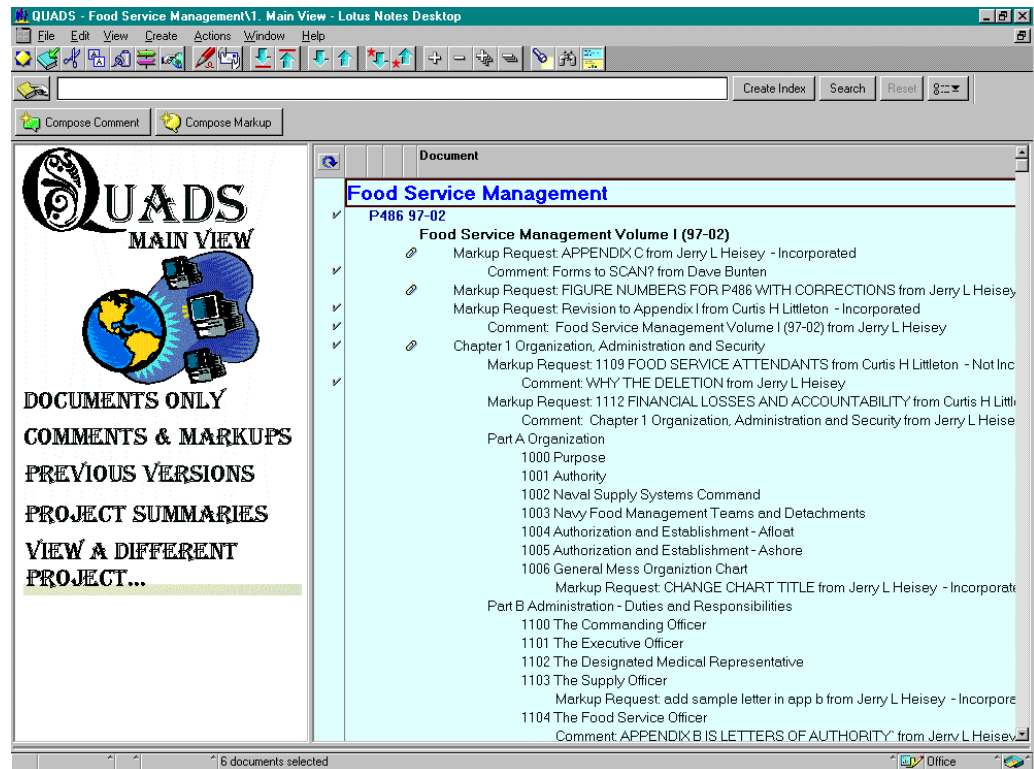 QUADS - Food Service Management\1. Main View - Lotus Notes Desktop
File Edit View Create Actions Window Help
Create Index Search Reset
Compose Comment Compose Markup
QUADS
MAIN VIEW
DOCUMENTS ONLY
COMMENTS & MARKUPS
PREVIOUS VERSIONS
PROJECT SUMMARIES
VIEW A DIFFERENT
PROJECT...
Document
Food Service Management
P486 97-02
Food Service Management Volume I (97-02)
Markup Request: APPENDIX C from Jerry L Heisey - Incorporated
Comment: Forms to SCAN? from Dave Bunten
Markup Request: FIGURE NUMBERS FOR P486 WITH CORRECTIONS from Jerry L Heisey
Markup Request: Revision to Appendix I from Curtis H Littleton - Incorporated
Comment: Food Service Management Volume I (97-02) from Jerry L Heisey
Chapter 1 Organization, Administration and Security
Markup Request: 1109 FOOD SERVICE ATTENDANTS from Curtis H Littleton - Not Inc
Comment: WHY THE DELETION from Jerry L Heisey
Markup Request: 1112 FINANCIAL LOSSES AND ACCOUNTABILITY from Curtis H Littl
Comment: Chapter 1 Organization, Administration and Security from Jerry L Heise
Part A Organization
1000 Purpose
1001 Authority
1002 Naval Supply Systems Command
1003 Navy Food Management Teams and Detachments
1004 Authorization and Establishment - Afloat
1005 Authorization and Establishment - Ashore
1006 General Mess Organiztion Chart
Markup Request: CHANGE CHART TITLE from Jerry L Heisey - Incorporate
Part B Administration - Duties and Responsibilities
1100 The Commanding Officer
1101 The Executive Officer
1102 The Designated Medical Representative
1103 The Supply Officer
Markup Request: add sample letter in app b from Jerry L Heisey - Incorpora
1104 The Food Service Officer
Comment: APPENDIX B IS LETTERS OF AUTHORITY` from Jerry L Heisey
6 documents selected
Office